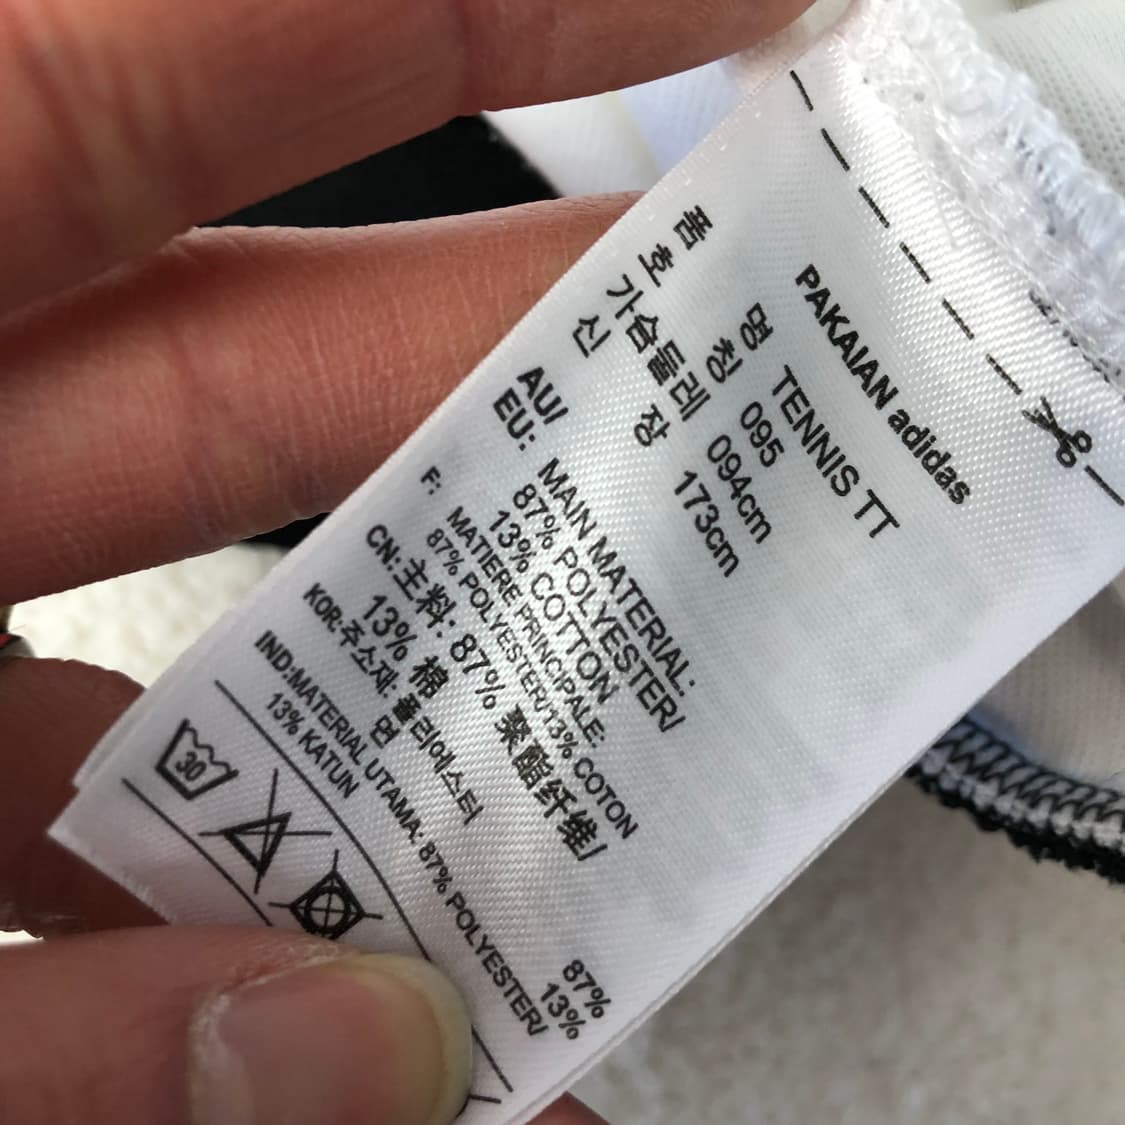 PAKAIAN adidas
품 명 TENNIS TT
호 칭 095
가슴둘레 094cm
신 장 173cm
AU/
EU: MAIN MATERIAL:
87% POLYESTER/
13% COTTON
F: MATIERE PRINCIPALE:
87% POLYESTER/13% COTON
CN:主料: 87% 聚酯纤维/
13% 棉
KOR:주소재: 폴리에스터 87%
면 13%
IND:MATERIAL UTAMA: 87% POLYESTER/
13% KATUN
30